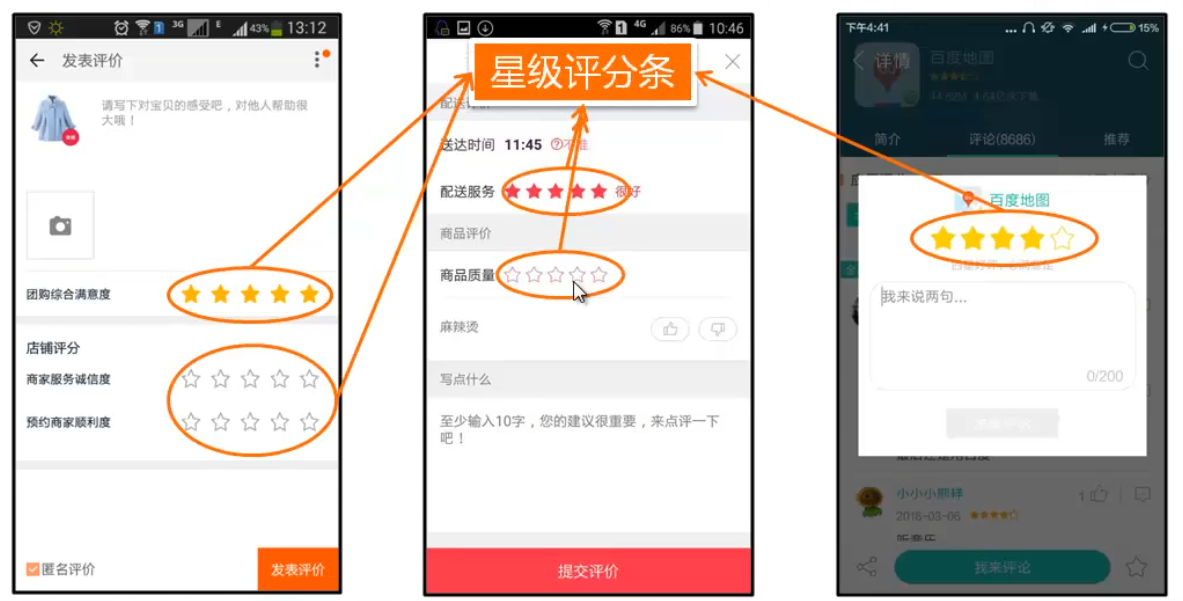 3G
E
43%
13:12
发表评价
请写下对宝贝的感受吧，对他人帮助很
大哦！
团购综合满意度
店铺评分
商家服务诚信度
预约商家顺利度
匿名评价
发表评价
星级评分条
1
4G
86%
10:46
送达时间 11:45 ?不准
配送服务
很好
商品评价
商品质量
麻辣烫
写点什么
至少输入10字，您的建议很重要，来点评一下
吧！
提交评价
下午4:41
15%
详情
百度地图
简介
评论(8686)
推荐
百度地图
我来说两句...
0/200
小小小熊样
1
2016-03-06
我来评论